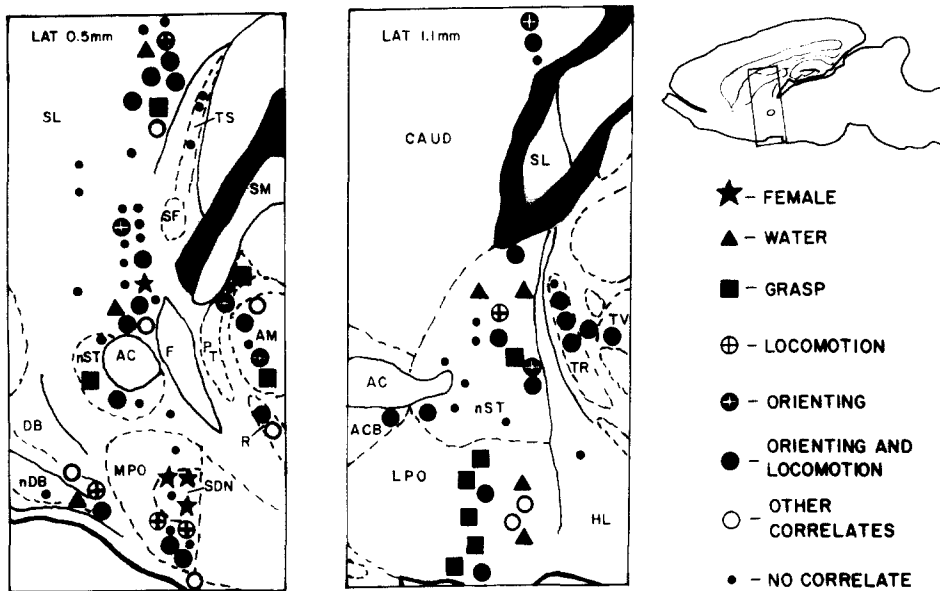 LAT 0.5mm
SL
TS
SM
SF
nST
AC
F
PT
AM
R
DB
MPO
SDN
nDB
LAT 1.1mm
CAUD
SL
TV
TR
AC
nST
ACB
LPO
HL
– FEMALE
– WATER
– GRASP
– LOCOMOTION
– ORIENTING
– ORIENTING AND
LOCOMOTION
– OTHER
CORRELATES
– NO CORRELATE